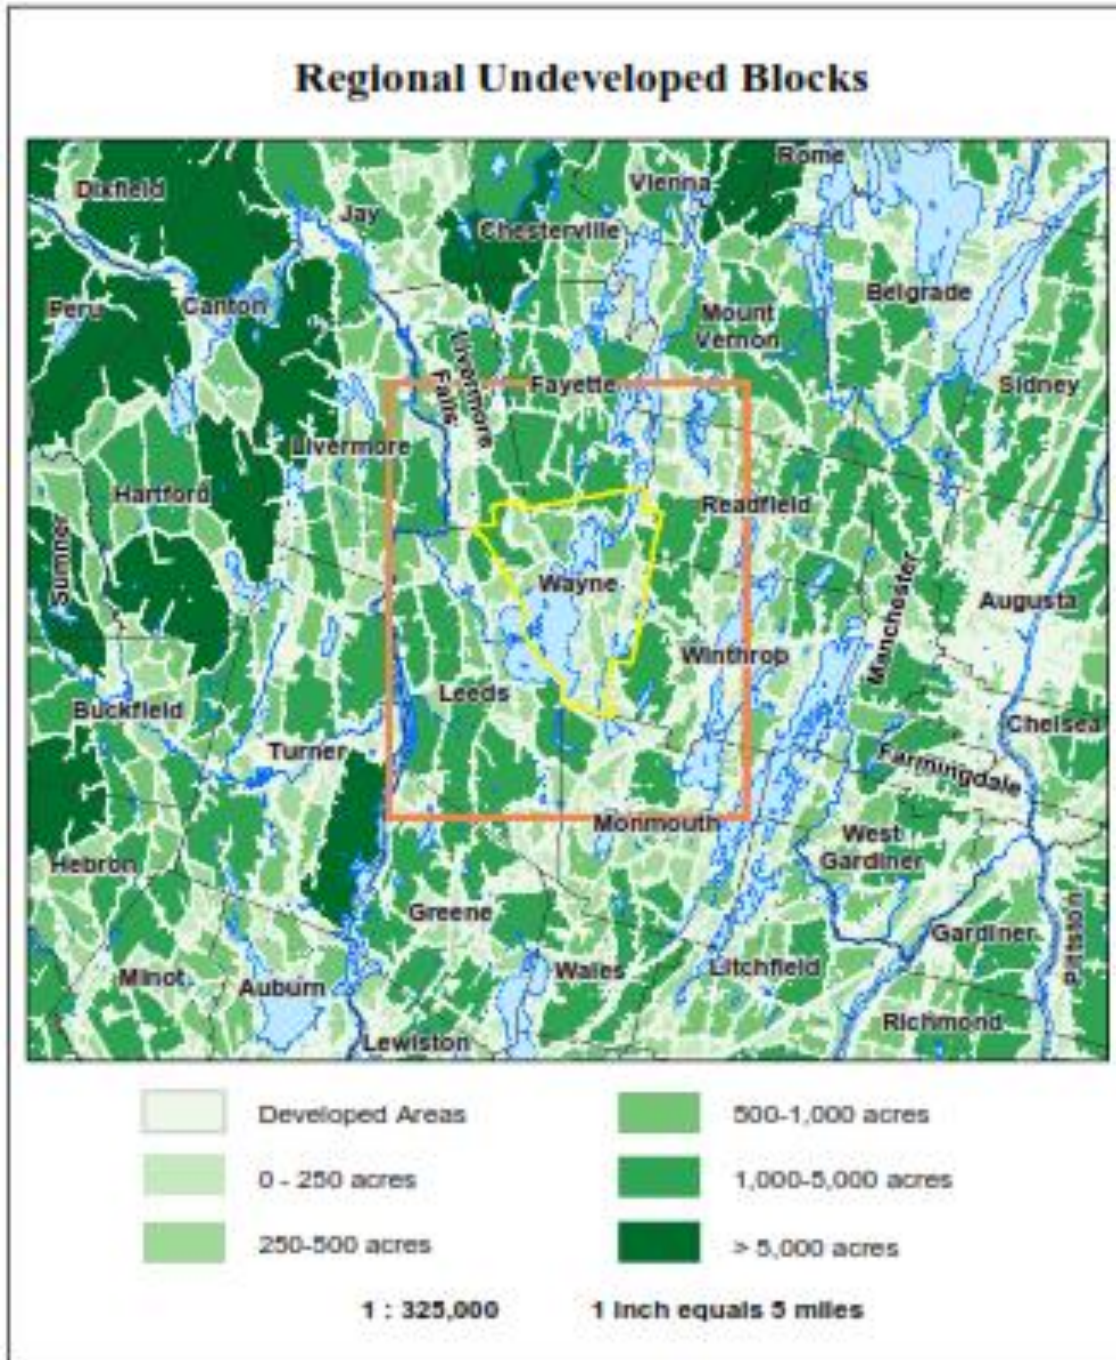 Regional Undeveloped Blocks
Rome
Dixfield
Vienna
Jay
Chesterville
Peru
Canton
Belgrade
Mount
Vernon
Livermore
Falls
Fayette
Sidney
Livermore
Hartford
Readfield
Sumner
Wayne
Manchester
Augusta
Winthrop
Leeds
Buckfield
Chelsea
Turner
Farmingdale
Monmouth
West
Gardiner
Hebron
Greene
Pittston
Gardiner
Wales
Litchfield
Minot
Auburn
Richmond
Lewiston
Developed Areas
500-1,000 acres
0 - 250 acres
1,000-5,000 acres
250-500 acres
> 5,000 acres
1 : 325,000
1 inch equals 5 miles